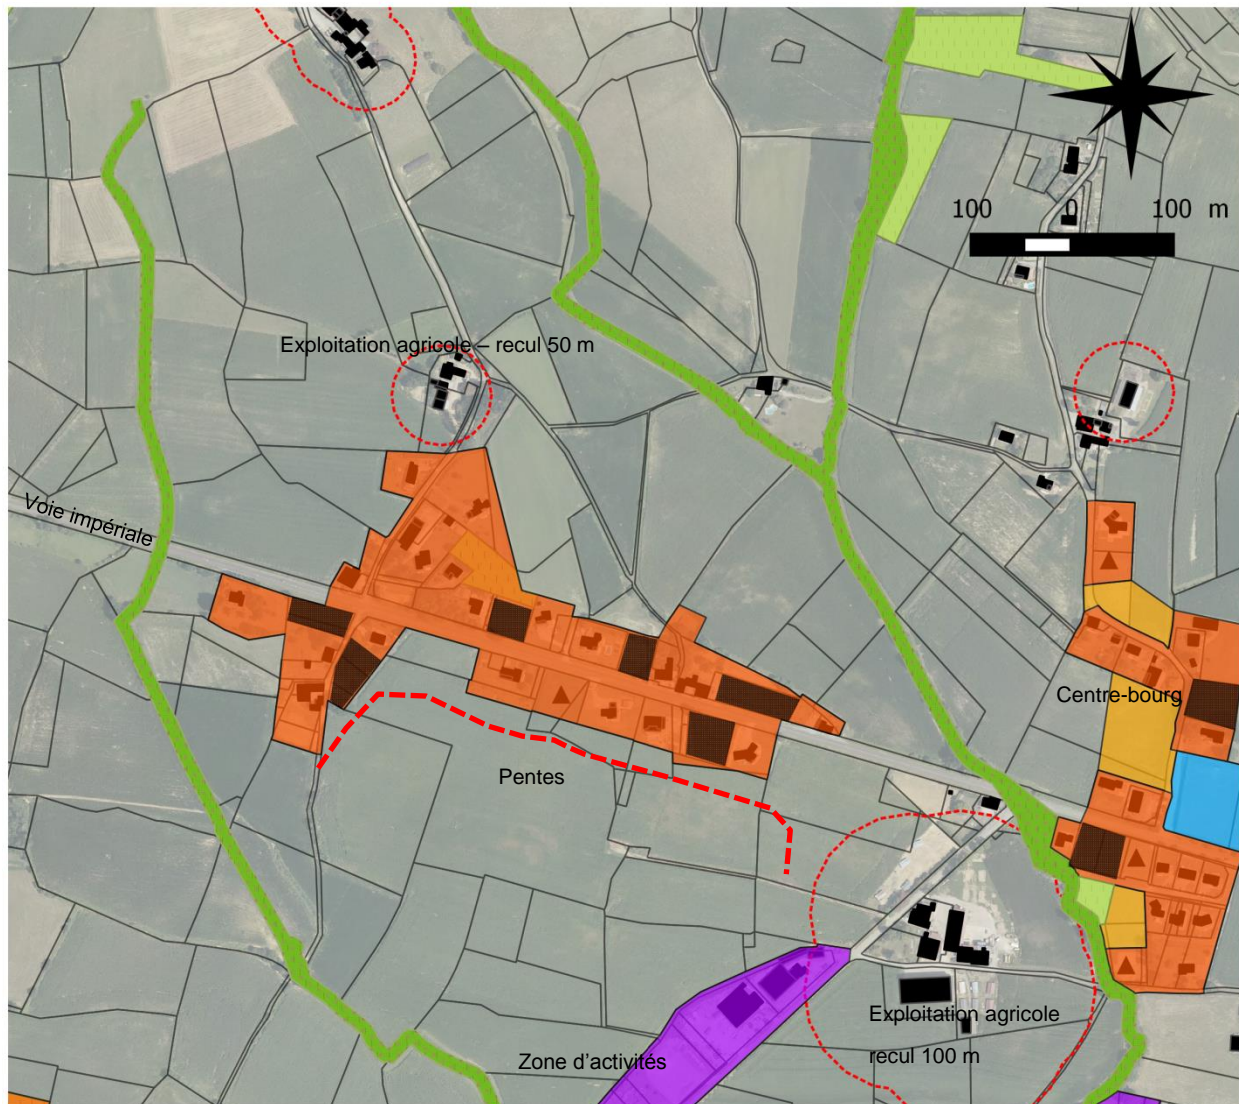 100 0 100 m
Exploitation agricole – recul 50 m
Voie impériale
Centre-bourg
Pentes
Exploitation agricole
recul 100 m
Zone d'activités